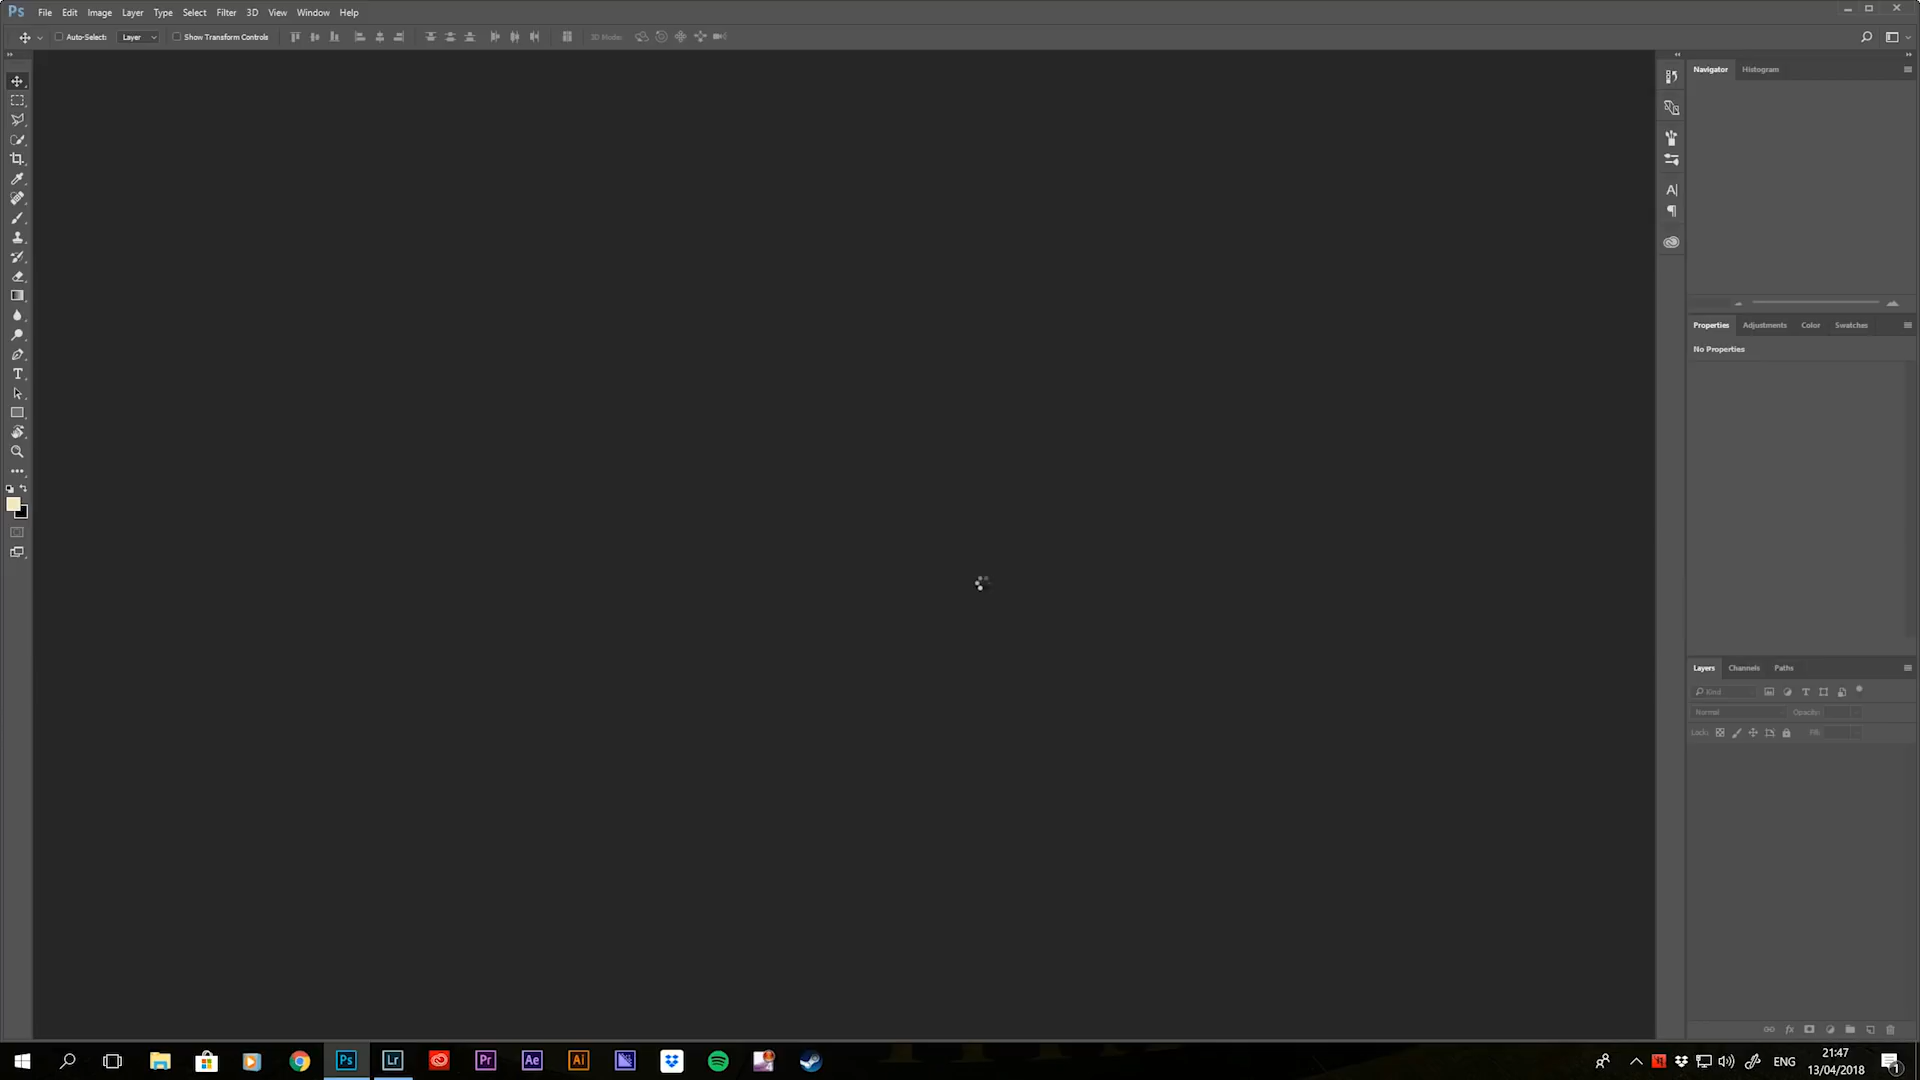 Ps File Edit Image Layer Type Select Filter 3D View Window Help
Auto-Select: Layer Show Transform Controls 3D Mode:
Navigator Histogram
Properties Adjustments Color Swatches
No Properties
Layers Channels Paths
Kind
Normal Opacity:
Lock: Fill:
Ps Lr Pr Ae Ai ENG
21:47
13/04/2018
1